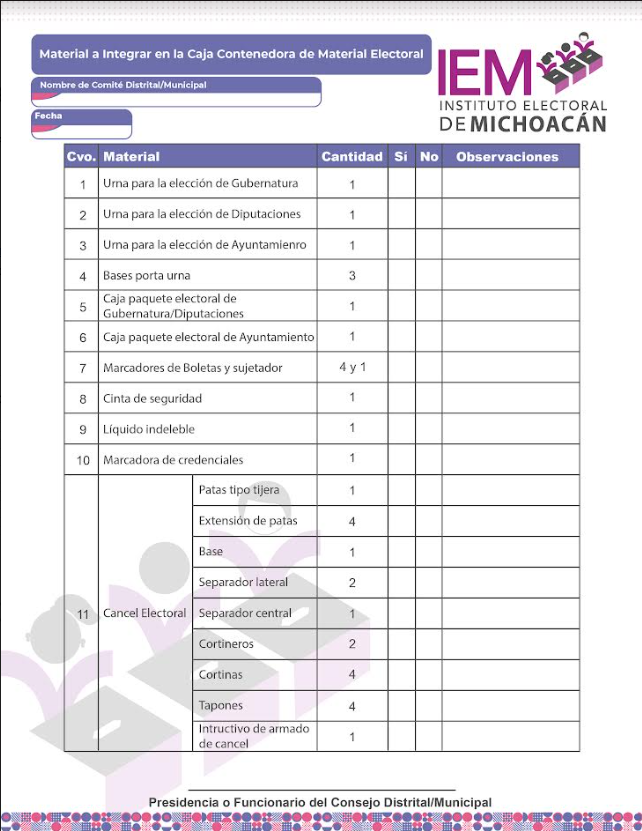 Material a Integrar en la Caja Contenedora de Material Electoral
IEM
INSTITUTO ELECTORAL
DE MICHOACÁN
Nombre de Comité Distrital/Municipal
Fecha
Cvo. Material Cantidad Sí No Observaciones
1 Urna para la elección de Gubernatura 1
2 Urna para la elección de Diputaciones 1
3 Urna para la elección de Ayuntamienro 1
4 Bases porta urna 3
5 Caja paquete electoral de
Gubernatura/Diputaciones 1
6 Caja paquete electoral de Ayuntamiento 1
7 Marcadores de Boletas y sujetador 4 y 1
8 Cinta de seguridad 1
9 Líquido indeleble 1
10 Marcadora de credenciales 1
11 Cancel Electoral
Patas tipo tijera 1
Extensión de patas 4
Base 1
Separador lateral 2
Separador central 1
Cortineros 2
Cortinas 4
Tapones 4
Intructivo de armado
de cancel 1
Presidencia o Funcionario del Consejo Distrital/Municipal